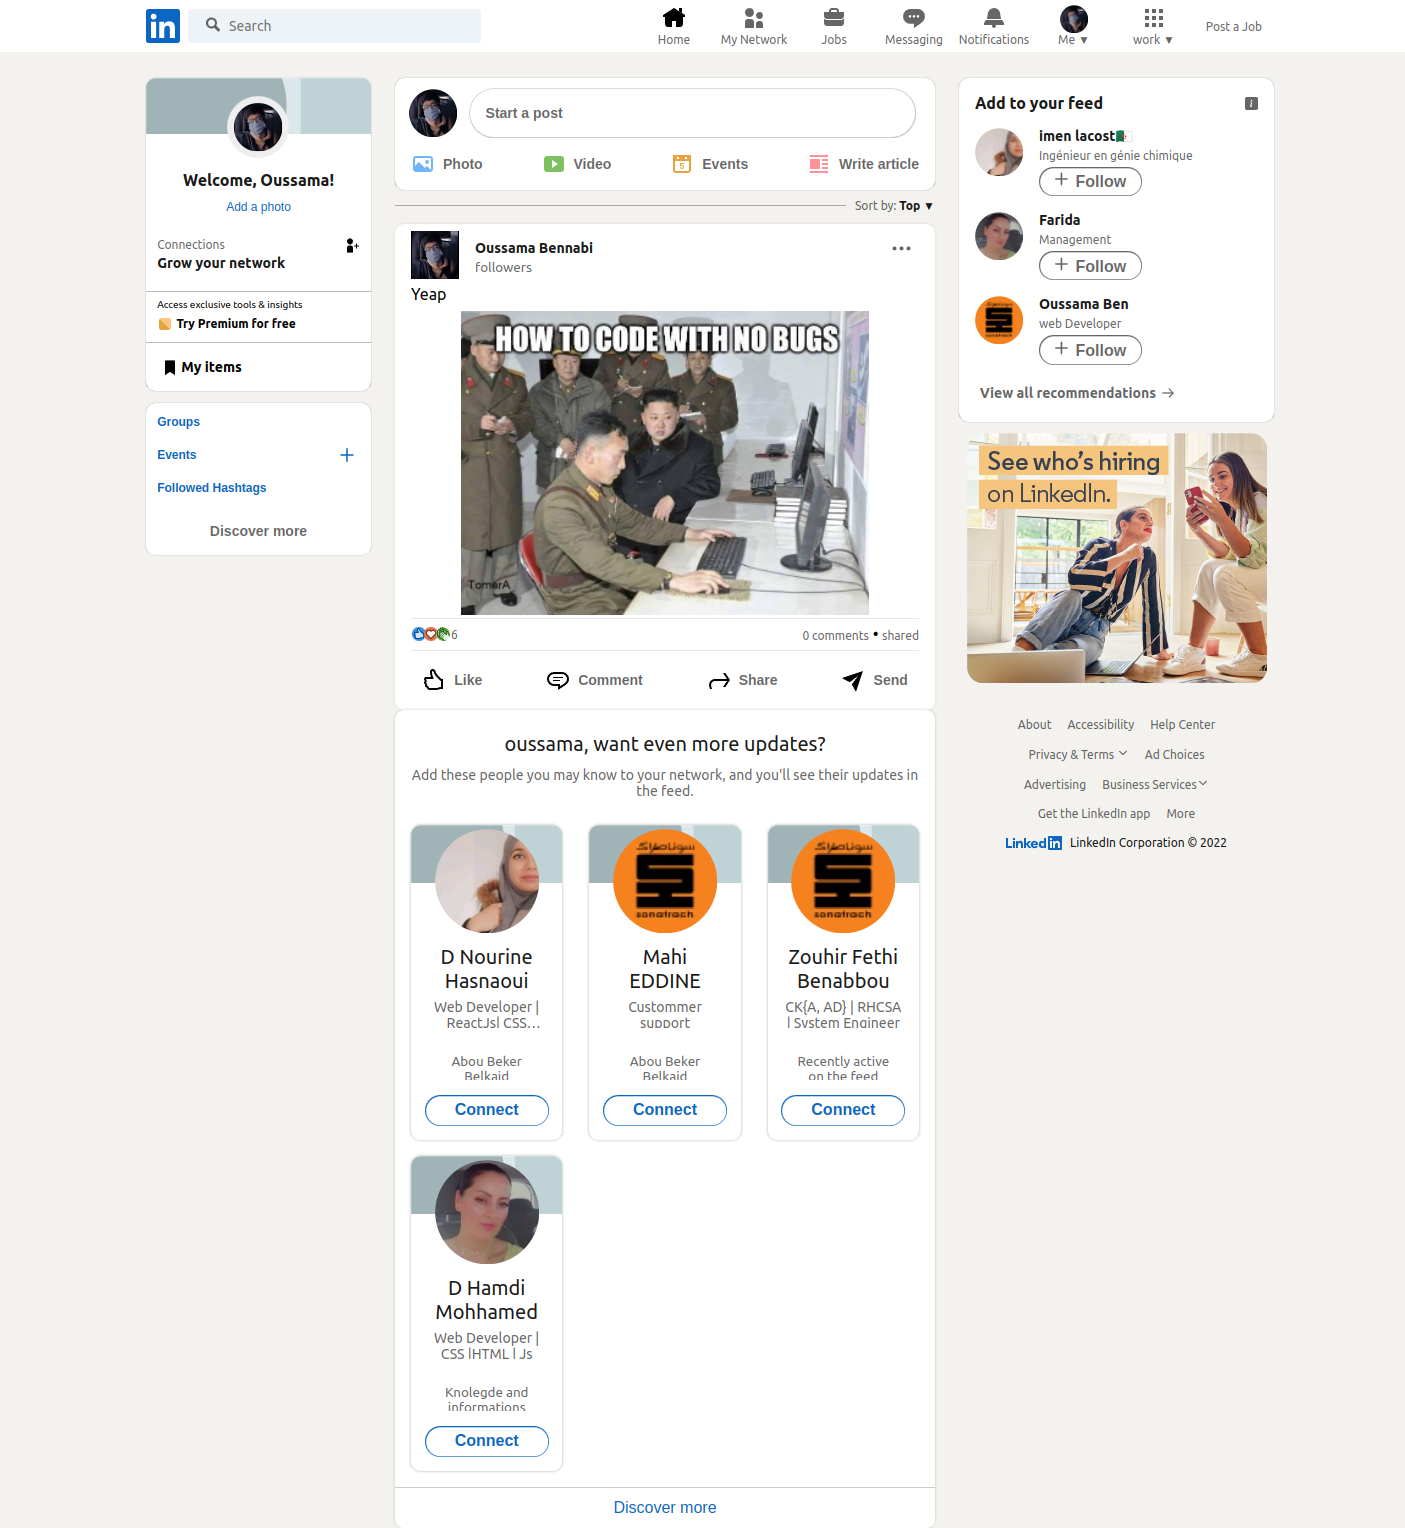 in
Search
Home
My Network
Jobs
Messaging
Notifications
Me ▼
work ▼
Post a Job
Welcome, Oussama!
Add a photo
Connections
Grow your network
Access exclusive tools & insights
Try Premium for free
My items
Groups
Events
Followed Hashtags
Discover more
Start a post
Photo
Video
5
Events
Write article
Sort by: Top ▼
Oussama Bennabi
followers
Yeap
HOW TO CODE WITH NO BUGS
TomerA
6
0 comments • shared
Like
Comment
Share
Send
oussama, want even more updates?
Add these people you may know to your network, and you'll see their updates in
the feed.
D Nourine
Hasnaoui
Web Developer |
ReactJs| CSS...
Abou Beker
Belkaid
Connect
سوناطراك
sonatrach
Mahi
EDDINE
Custommer
support
Abou Beker
Belkaid
Connect
سوناطراك
sonatrach
Zouhir Fethi
Benabbou
CK{A, AD} | RHCSA
| System Engineer
Recently active
on the feed
Connect
D Hamdi
Mohhamed
Web Developer |
CSS |HTML | Js
Knolegde and
informations
Connect
Discover more
Add to your feed
i
imen lacost🇩🇿
Ingénieur en génie chimique
Follow
Farida
Management
Follow
Oussama Ben
web Developer
Follow
View all recommendations →
See who's hiring
on LinkedIn.
About
Accessibility
Help Center
Privacy & Terms
Ad Choices
Advertising
Business Services
Get the LinkedIn app
More
Linkedin
LinkedIn Corporation © 2022